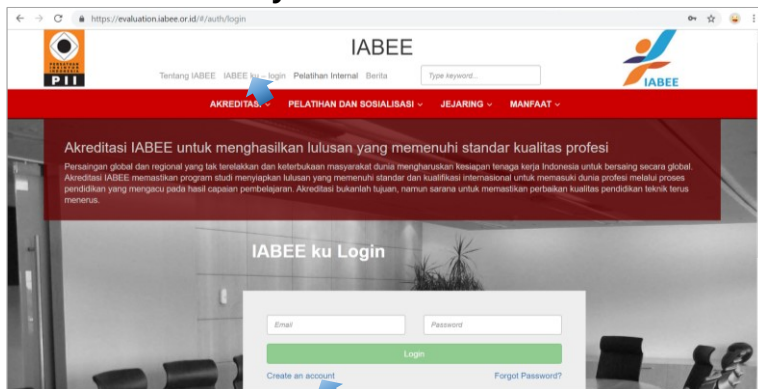 https://evaluation.iabee.or.id/#/auth/login
PERSATUAN
INSINYUR
INDONESIA
PII
IABEE
Tentang IABEE IABEE ku – login Pelatihan Internal Berita Type keyword...
IABEE
AKREDITASI PELATIHAN DAN SOSIALISASI JEJARING MANFAAT
Akreditasi IABEE untuk menghasilkan lulusan yang memenuhi standar kualitas profesi
Persaingan global dan regional yang tak terelakkan dan keterbukaan masyarakat dunia mengharuskan kesiapan tenaga kerja Indonesia untuk bersaing secara global.
Akreditasi IABEE memastikan program studi menyiapkan lulusan yang memenuhi standar dan kualifikasi internasional untuk memasuki dunia profesi melalui proses
pendidikan yang mengacu pada hasil capaian pembelajaran. Akreditasi bukanlah tujuan, namun sarana untuk memastikan perbaikan kualitas pendidikan teknik terus
menerus.
IABEE ku Login
Email Password
Login
Create an account Forgot Password?